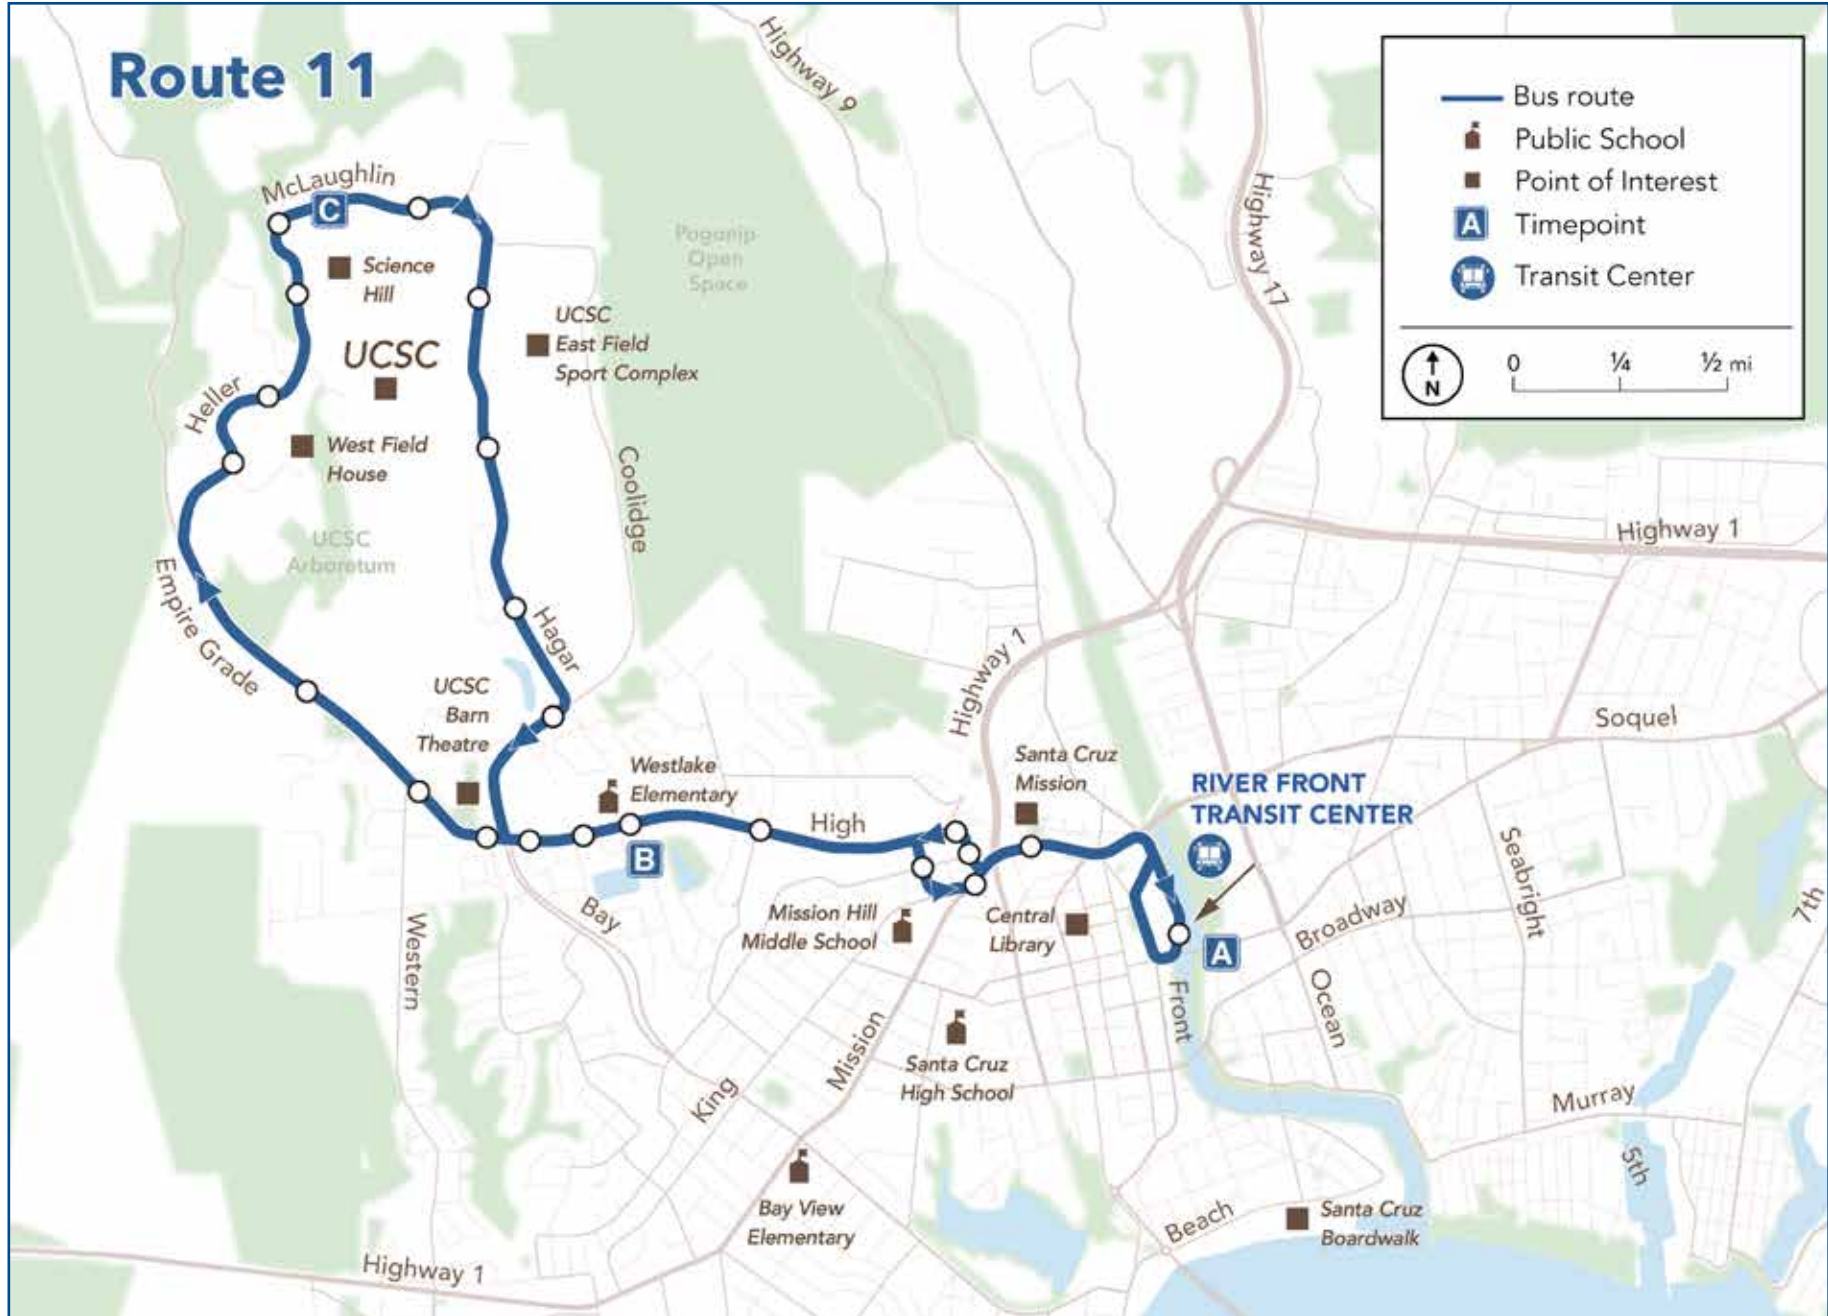 Route 11
Highway 9
Bus route
Public School
Point of Interest
A
Timepoint
Transit Center
N
0
¼
½ mi
McLaughlin
C
Science
Hill
Poganip
Open
Space
Highway 17
UCSC
East Field
Sport Complex
UCSC
Heller
West Field
House
Coolidge
UCSC
Arboretum
Highway 1
Empire Grade
Hagar
Highway 1
UCSC
Barn
Theatre
Soquel
Westlake
Elementary
Santa Cruz
Mission
RIVER FRONT
TRANSIT CENTER
High
B
Seabright
Mission Hill
Middle School
Central
Library
A
Broadway
7th
Bay
Western
Front
Ocean
Mission
Santa Cruz
High School
King
Murray
5th
Bay View
Elementary
Beach
Santa Cruz
Boardwalk
Highway 1